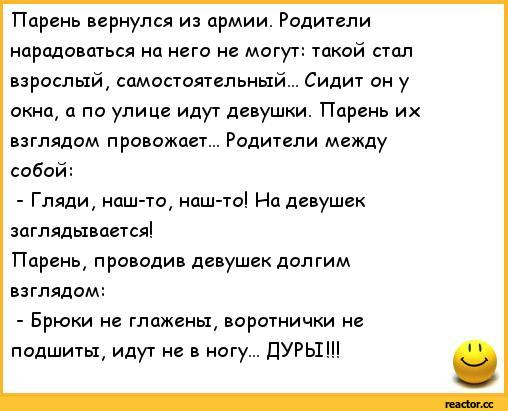 Парень вернулся из армии. Родители
нарадоваться на него не могут: такой стал
взрослый, самостоятельный... Сидит он у
окна, а по улице идут девушки. Парень их
взглядом провожает... Родители между
собой:
- Гляди, наш-то, наш-то! На девушек
заглядывается!
Парень, проводив девушек долгим
взглядом:
- Брюки не глажены, воротнички не
подшиты, идут не в ногу... ДУРЫ!!!
reactor.cc